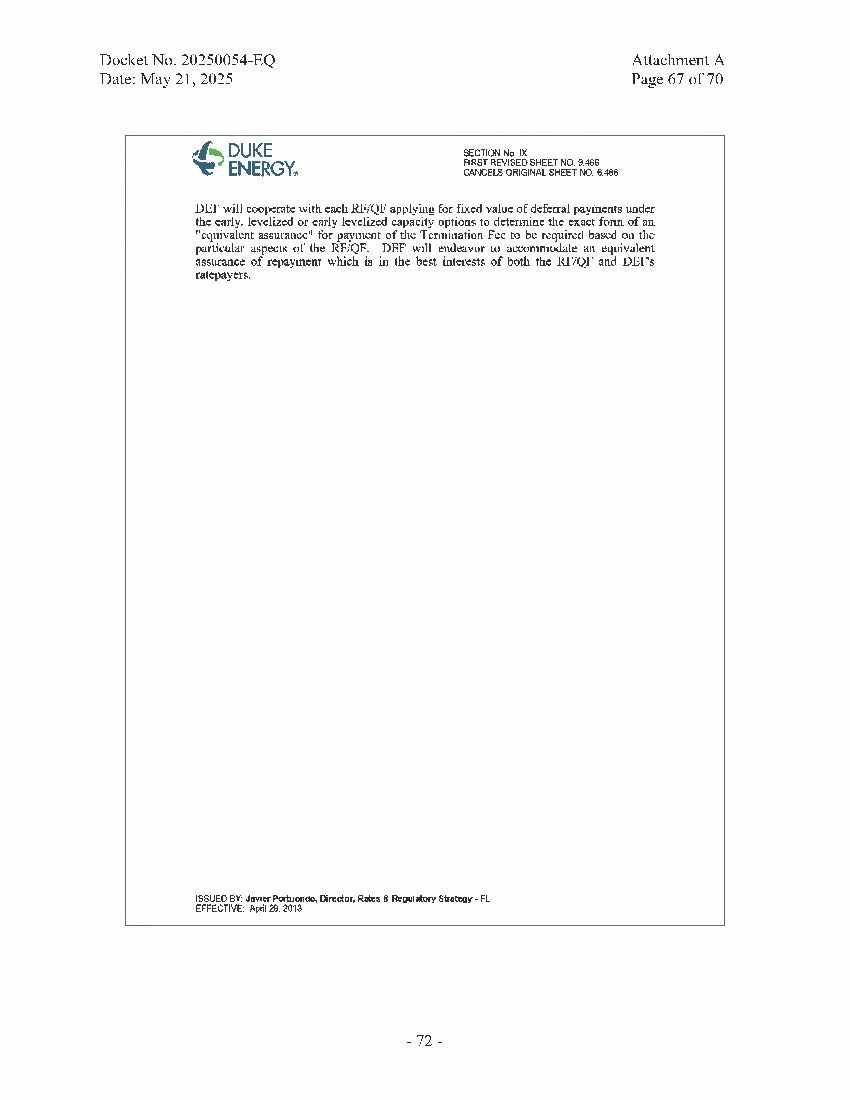 Docket No. 20250054-EQ
Attachment A
Date: May 21, 2025
Page 67 of 70
DUKE
ENERGY®
SECTION No. IX
FIRST REVISED SHEET NO. 9.466
CANCELS ORIGINAL SHEET NO. 9.466
DEF will cooperate with each RF/QF applying for fixed value of deferral payments under
the early, levelized or early levelized capacity options to determine the exact form of an
"equivalent assurance" for payment of the Termination Fee to be required based on the
particular aspects of the RF/QF. DEF will endeavor to accommodate an equivalent
assurance of repayment which is in the best interests of both the RF/QF and DEF's
ratepayers.
ISSUED BY: Javier Portuondo, Director, Rates & Regulatory Strategy - FL
EFFECTIVE: April 29, 2013
- 72 -